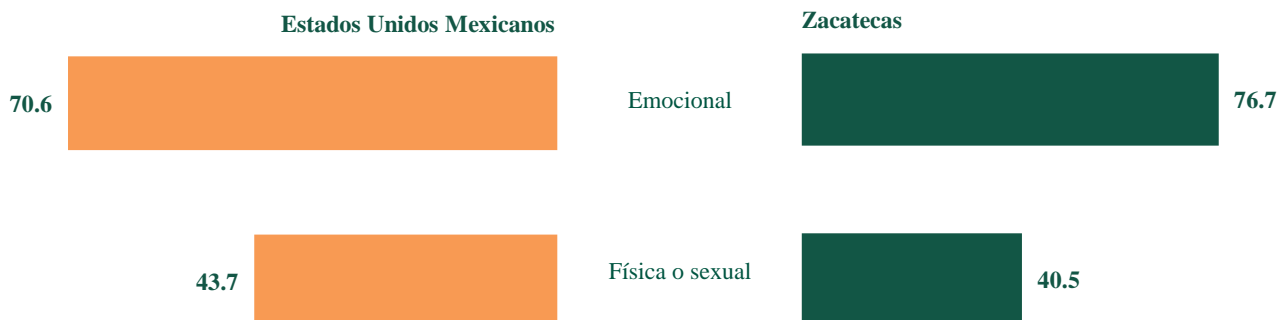 Estados Unidos Mexicanos
Zacatecas
70.6
Emocional
76.7
43.7
Física o sexual
40.5